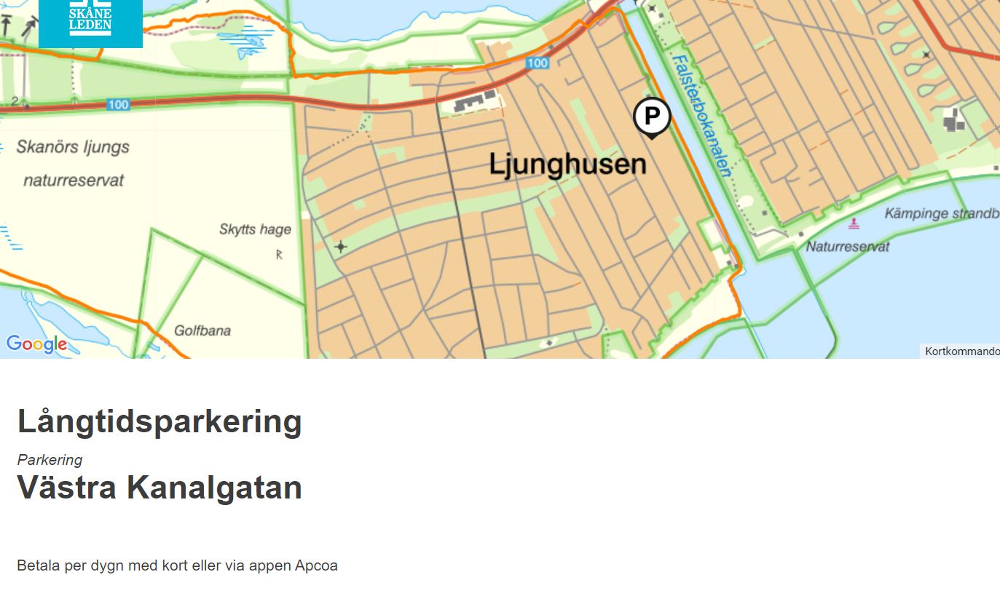 SKÅNE
LEDEN
100
Falsterbokanalen
2
100
Skanörs ljungs
naturreservat
P
Ljunghusen
Skytts hage
R
Kämpinge strandb
Naturreservat
Golfbana
Google
Kortkommando
Långtidsparkering
Parkering
Västra Kanalgatan
Betala per dygn med kort eller via appen Apcoa